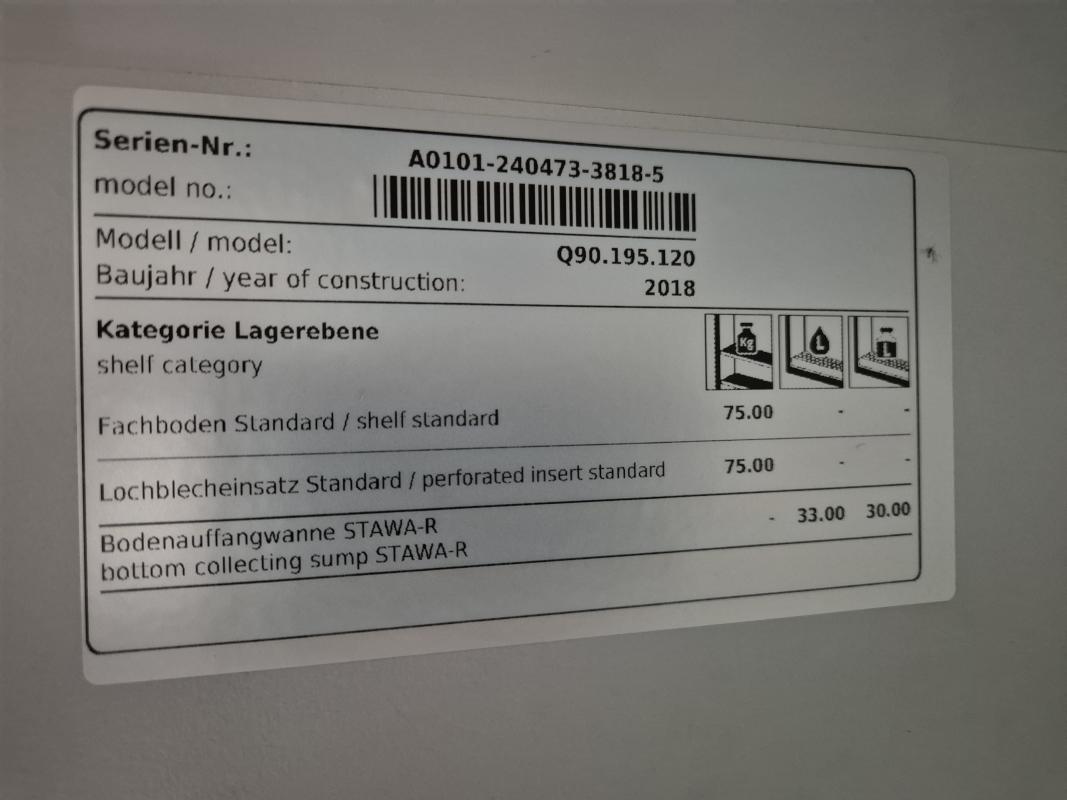 Serien-Nr.: A0101-240473-3818-5
model no.:
Modell / model: Q90.195.120
Baujahr / year of construction: 2018
Kategorie Lagerebene
shelf category
Kg L L
Fachboden Standard / shelf standard 75.00 - -
Lochblecheinsatz Standard / perforated insert standard 75.00 - -
Bodenauffangwanne STAWA-R - 33.00 30.00
bottom collecting sump STAWA-R